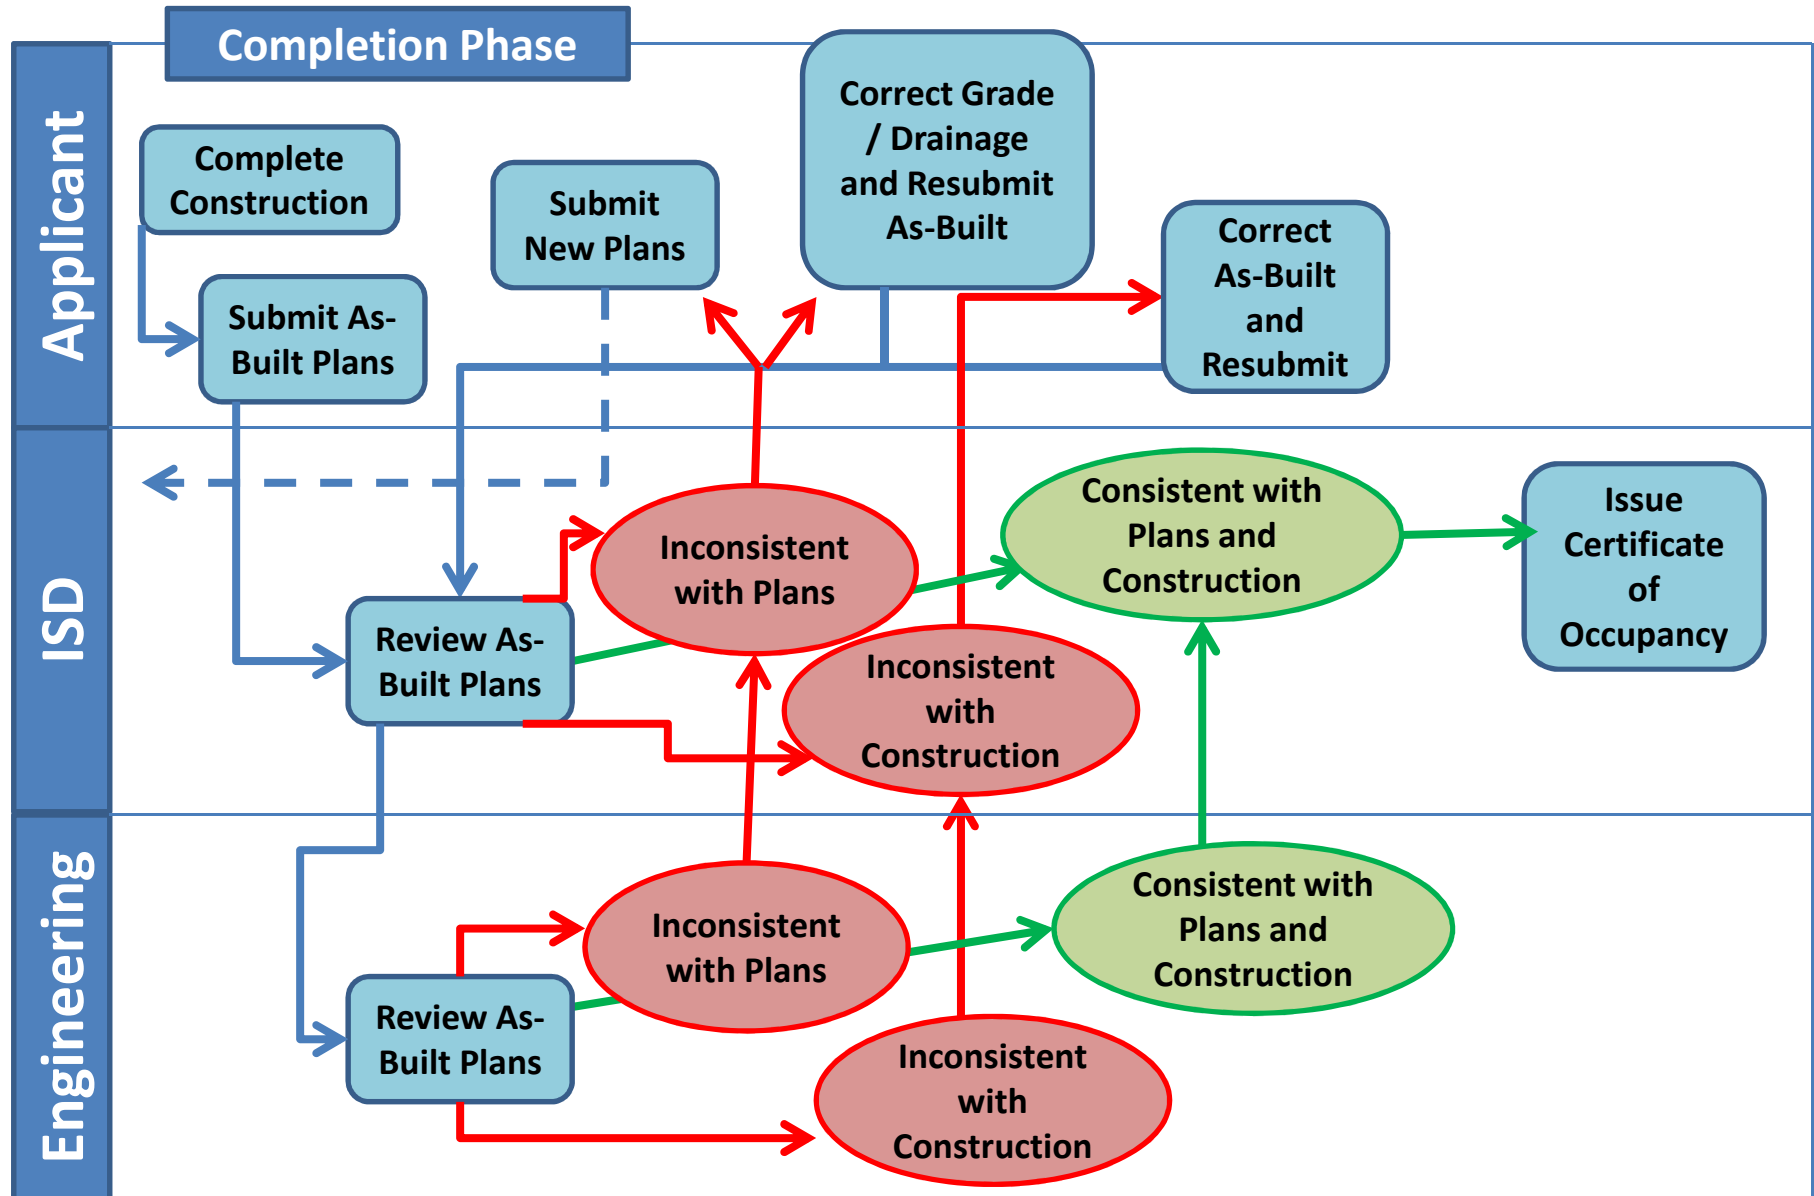 Completion Phase
Applicant
Complete
Construction
Submit As-
Built Plans
Submit
New Plans
Correct Grade
/ Drainage
and Resubmit
As-Built
Correct
As-Built
and
Resubmit
ISD
Review As-
Built Plans
Inconsistent
with Plans
Inconsistent
with
Construction
Consistent with
Plans and
Construction
Issue
Certificate
of
Occupancy
Engineering
Review As-
Built Plans
Inconsistent
with Plans
Inconsistent
with
Construction
Consistent with
Plans and
Construction